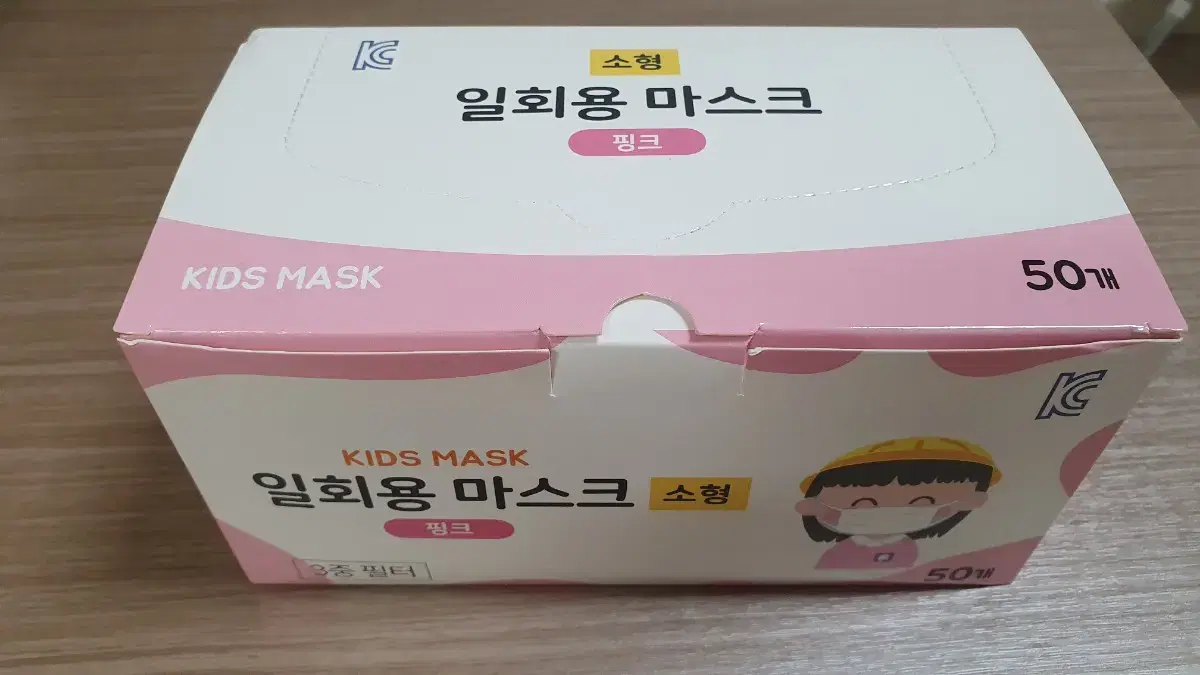 KC
소형
일회용 마스크
핑크
KIDS MASK
50개
KC
KIDS MASK
일회용 마스크 소형
핑크
3중 필터
50개